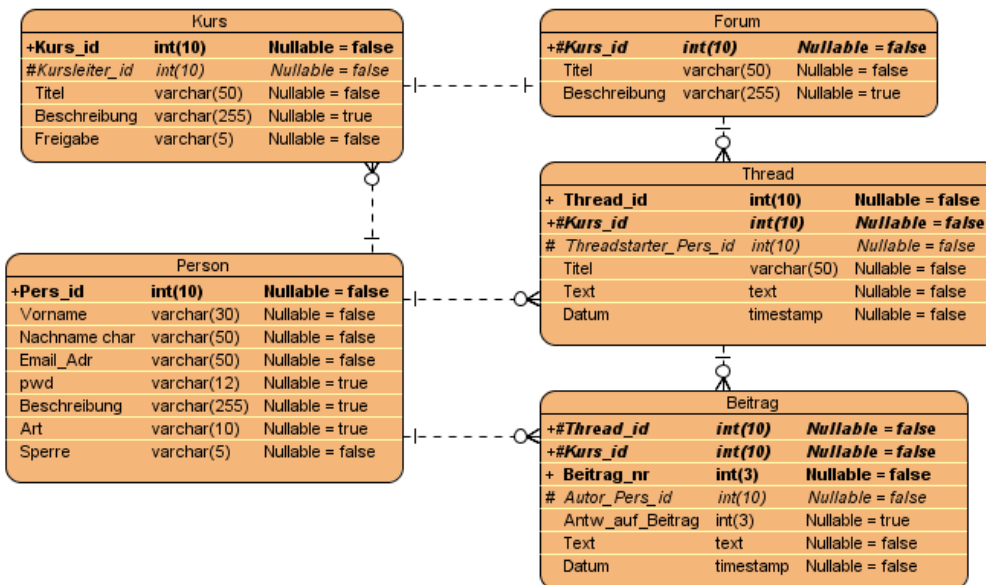 Kurs
+Kurs_id int(10) Nullable = false
#Kursleiter_id int(10) Nullable = false
Titel varchar(50) Nullable = false
Beschreibung varchar(255) Nullable = true
Freigabe varchar(5) Nullable = false
Forum
+#Kurs_id int(10) Nullable = false
Titel varchar(50) Nullable = false
Beschreibung varchar(255) Nullable = true
Thread
+ Thread_id int(10) Nullable = false
+#Kurs_id int(10) Nullable = false
# Threadstarter_Pers_id int(10) Nullable = false
Titel varchar(50) Nullable = false
Text text Nullable = false
Datum timestamp Nullable = false
Person
+Pers_id int(10) Nullable = false
Vorname varchar(30) Nullable = false
Nachname char varchar(50) Nullable = false
Email_Adr varchar(50) Nullable = false
pwd varchar(12) Nullable = true
Beschreibung varchar(255) Nullable = true
Art varchar(10) Nullable = true
Sperre varchar(5) Nullable = false
Beitrag
+#Thread_id int(10) Nullable = false
+#Kurs_id int(10) Nullable = false
+ Beitrag_nr int(3) Nullable = false
# Autor_Pers_id int(10) Nullable = false
Antw_auf_Beitrag int(3) Nullable = true
Text text Nullable = false
Datum timestamp Nullable = false